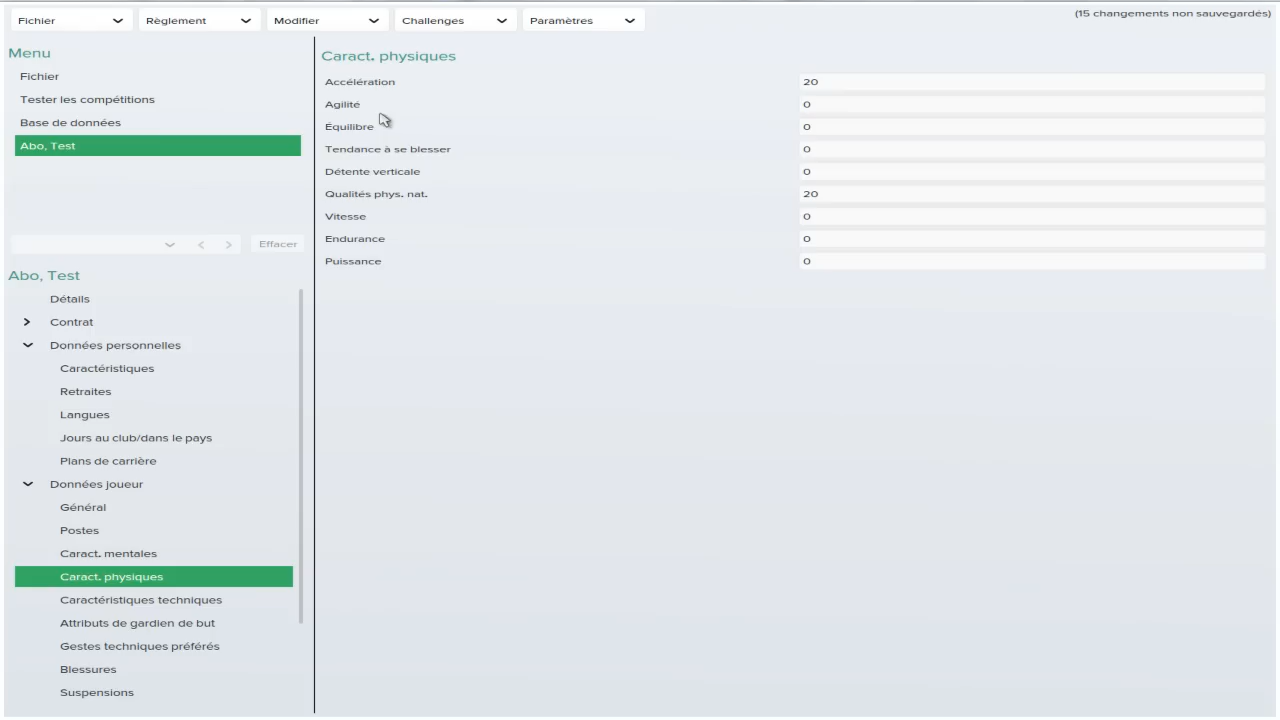 Fichier
Règlement
Modifier
Challenges
Paramètres
(15 changements non sauvegardés)
Menu
Fichier
Tester les compétitions
Base de données
Abo, Test
Effacer
Abo, Test
Détails
Contrat
Données personnelles
Caractéristiques
Retraites
Langues
Jours au club/dans le pays
Plans de carrière
Données joueur
Général
Postes
Caract. mentales
Caract. physiques
Caractéristiques techniques
Attributs de gardien de but
Gestes techniques préférés
Blessures
Suspensions
Caract. physiques
Accélération 20
Agilité 0
Équilibre 0
Tendance à se blesser 0
Détente verticale 0
Qualités phys. nat. 20
Vitesse 0
Endurance 0
Puissance 0